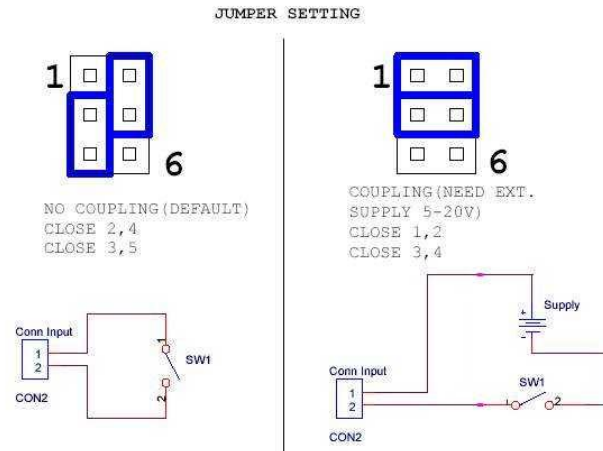 JUMPER SETTING
1
6
NO COUPLING(DEFAULT)
CLOSE 2,4
CLOSE 3,5
Conn Input
1
2
CON2
1
SW1
2
1
6
COUPLING(NEED EXT.
SUPPLY 5-20V)
CLOSE 1,2
CLOSE 3,4
+
Supply
-
Conn Input
1
2
CON2
SW1
1
2